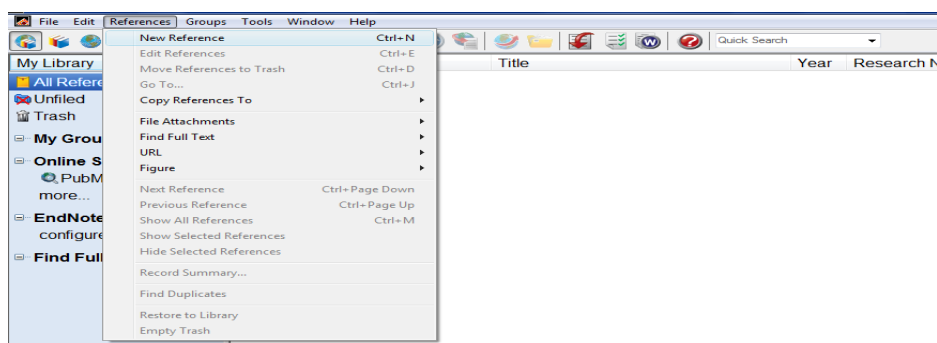 File Edit References Groups Tools Window Help
Quick Search
My Library
Title Year Research N
All Refere
Unfiled
Trash
My Grou
Online S
PubM
more...
EndNote
configure
Find Full
New Reference Ctrl+N
Edit References Ctrl+E
Move References to Trash Ctrl+D
Go To... Ctrl+J
Copy References To
File Attachments
Find Full Text
URL
Figure
Next Reference Ctrl+Page Down
Previous Reference Ctrl+Page Up
Show All References Ctrl+M
Show Selected References
Hide Selected References
Record Summary...
Find Duplicates
Restore to Library
Empty Trash